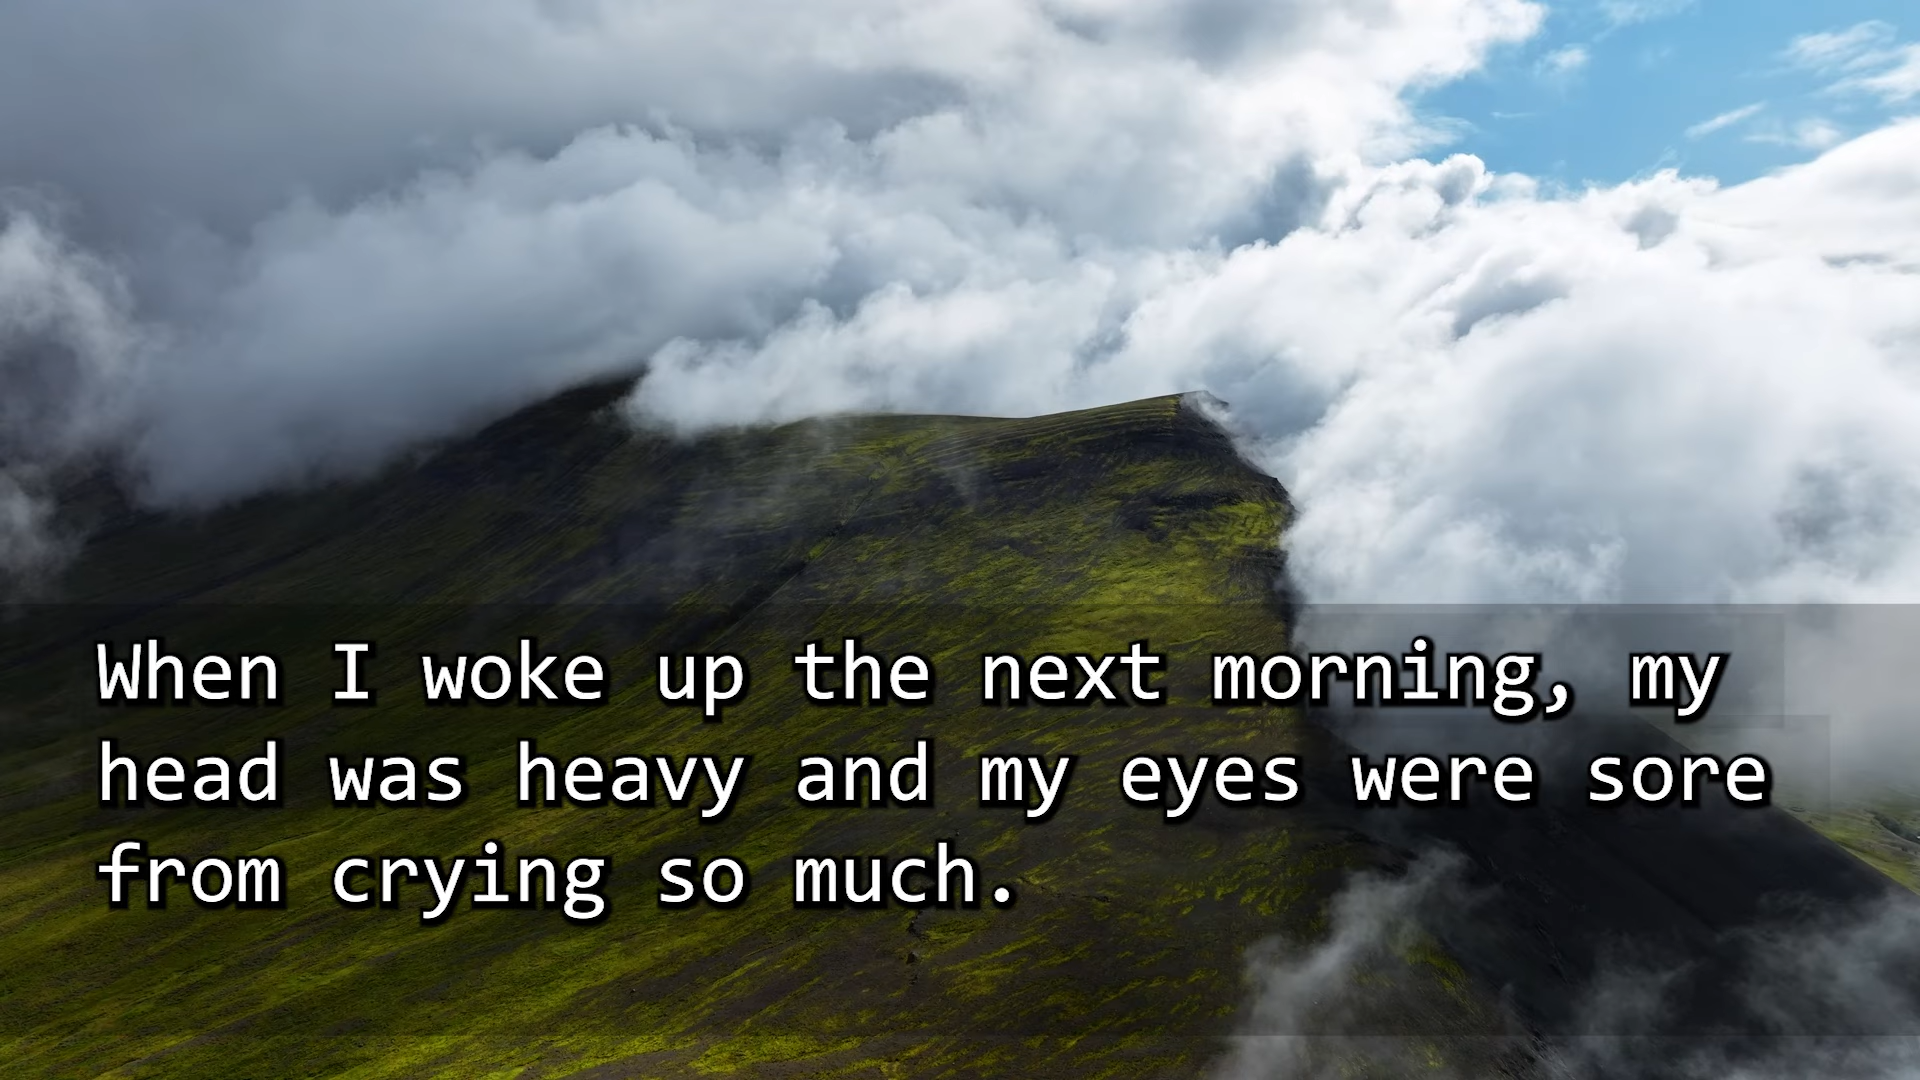 When I woke up the next morning, my
head was heavy and my eyes were sore
from crying so much.